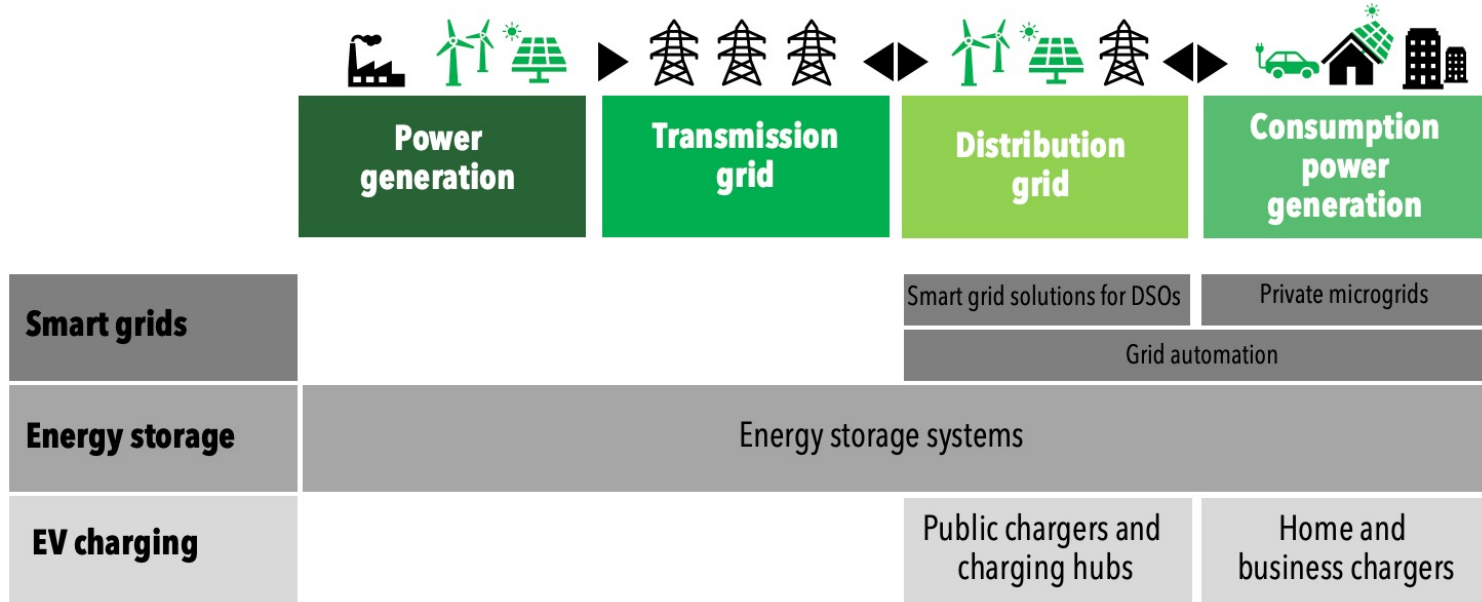 Power
generation
Transmission
grid
Distribution
grid
Consumption
power
generation
Smart grids
Smart grid solutions for DSOs
Private microgrids
Grid automation
Energy storage
Energy storage systems
EV charging
Public chargers and
charging hubs
Home and
business chargers